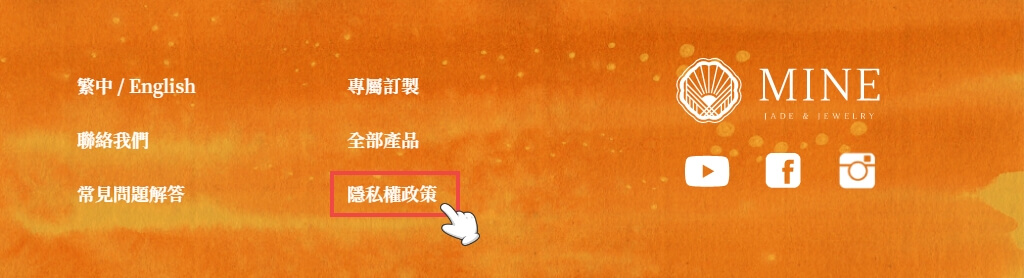 繁中 / English
聯絡我們
常見問題解答
專屬訂製
全部產品
隱私權政策
MINE
JADE & JEWELRY